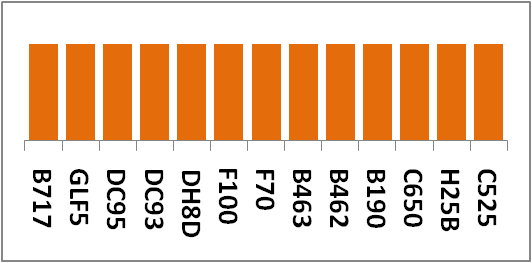 B717
GLF5
DC95
DC93
DH8D
F100
F70
B463
B462
B190
C650
H25B
C525